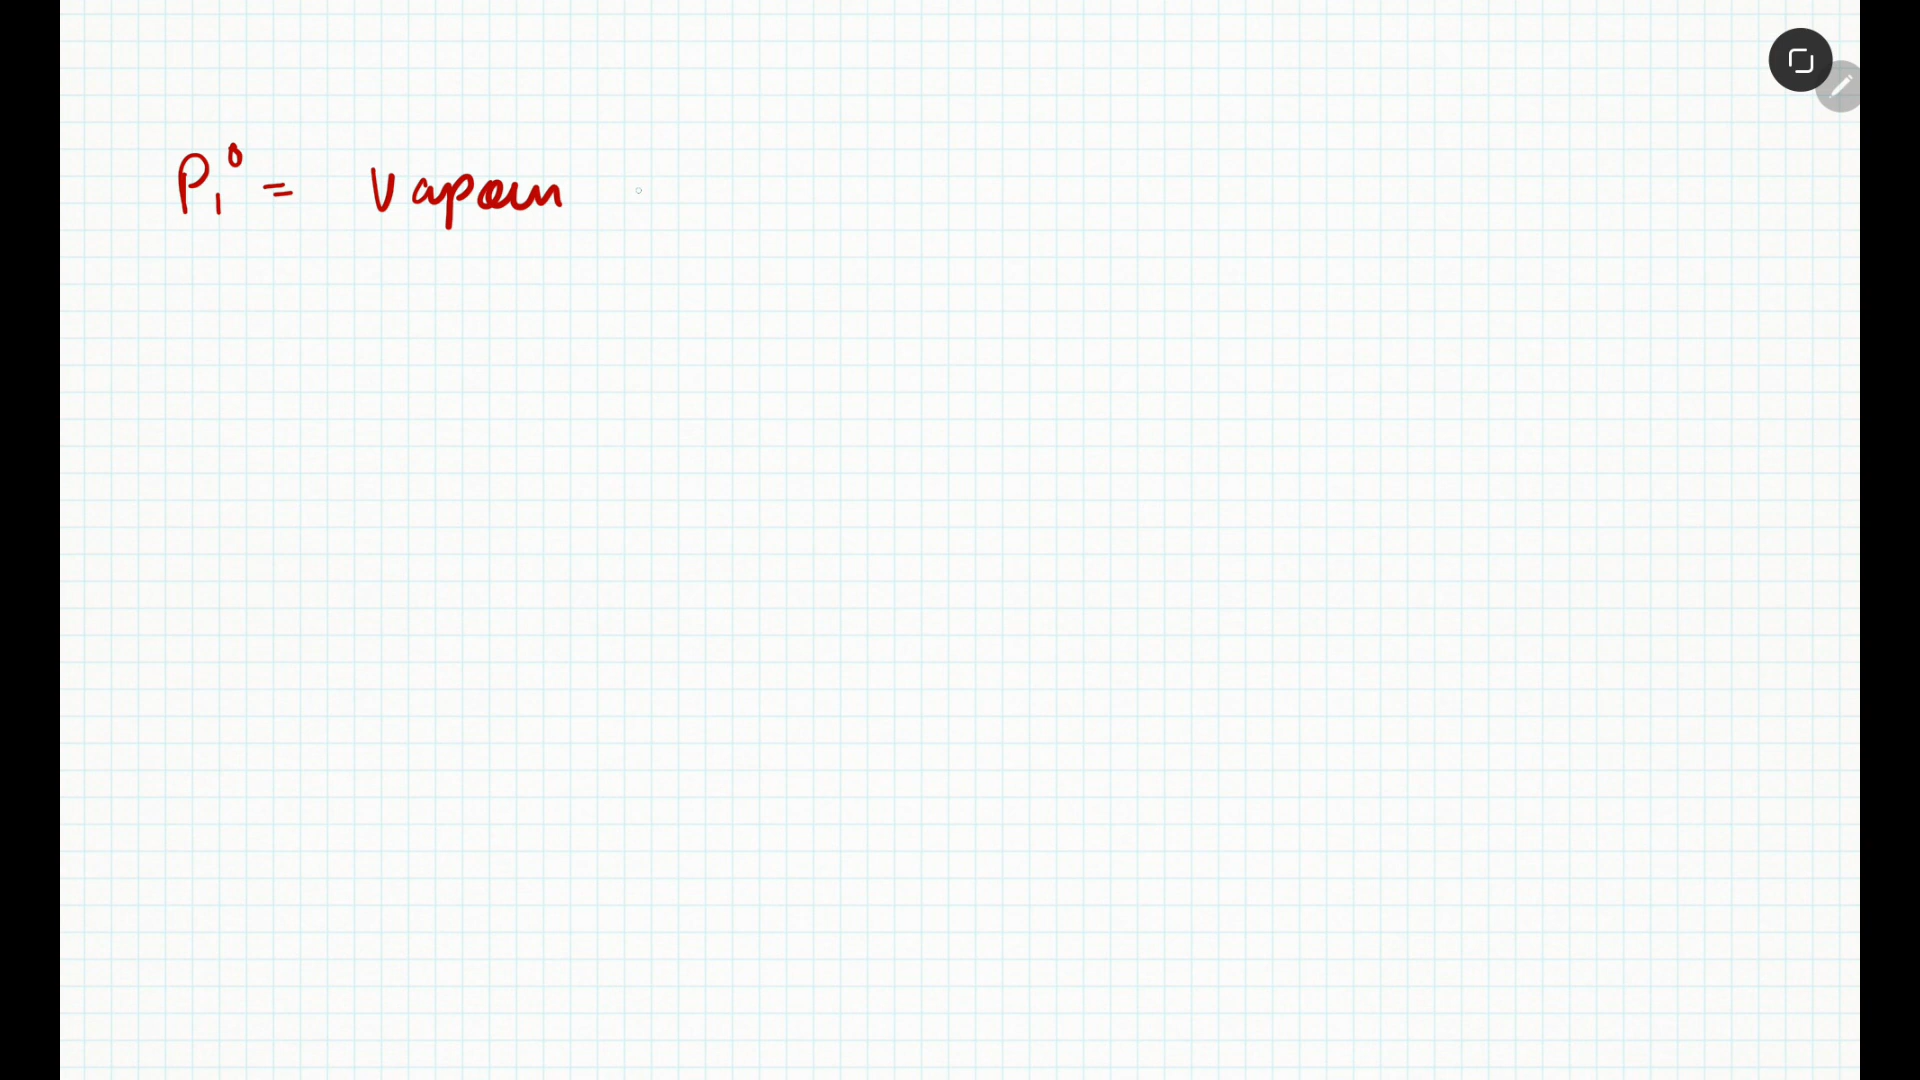 P₁⁰ = vapour